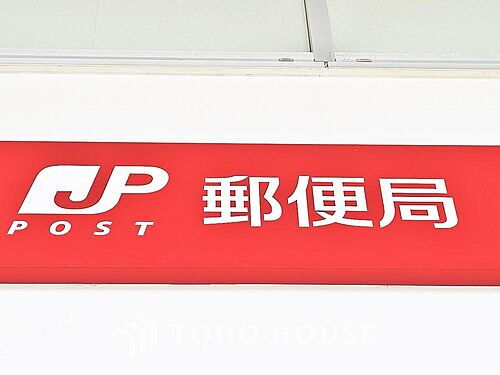 JP 郵便局
POST
TOHO HOUSE